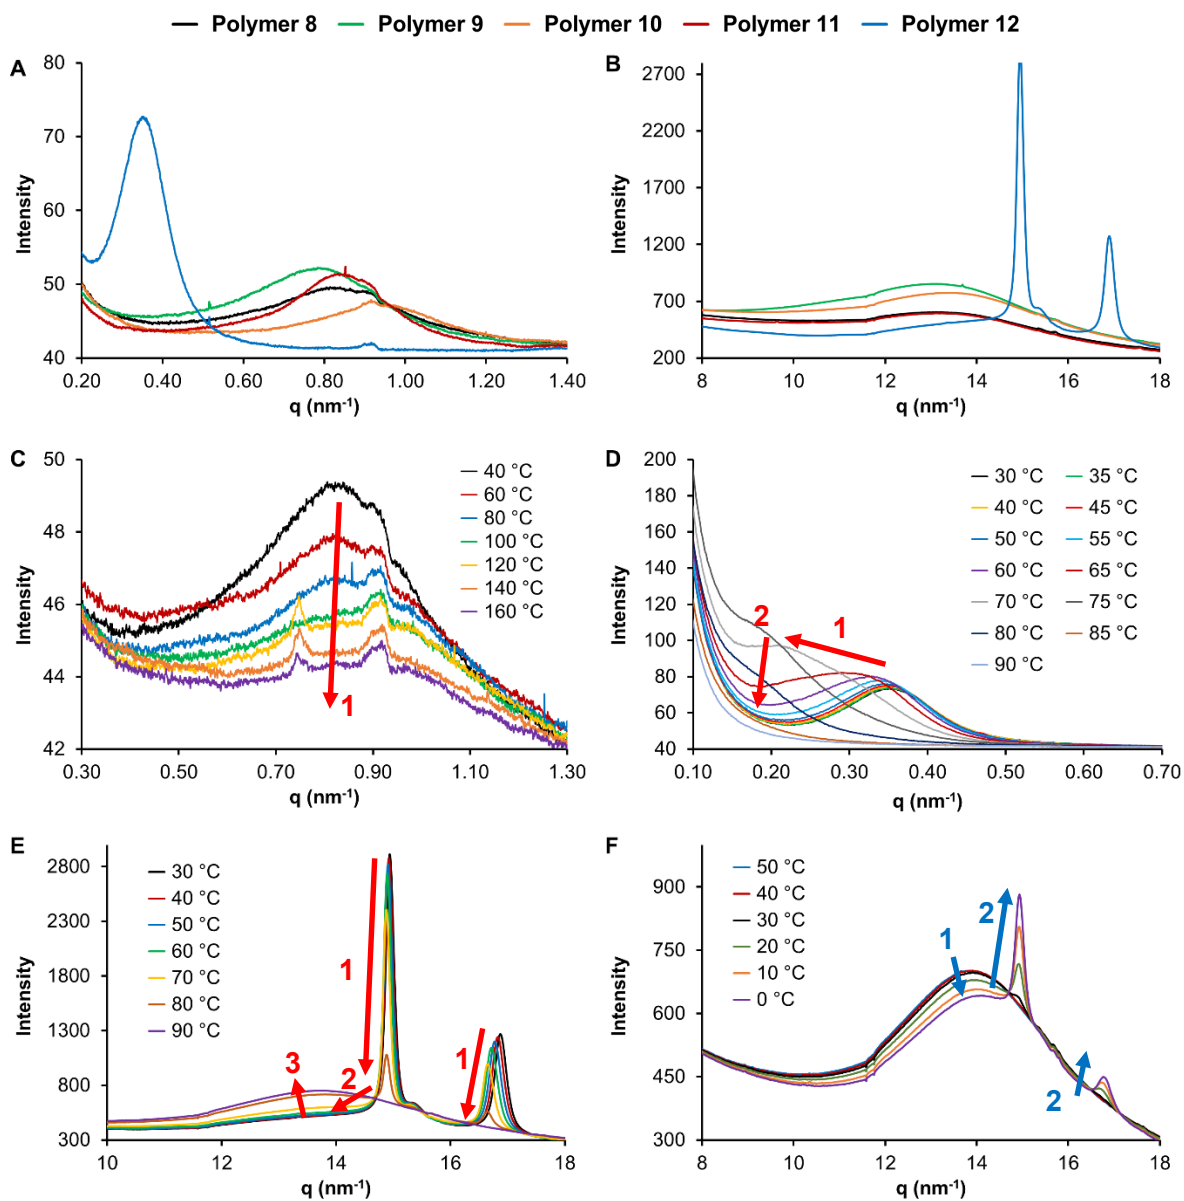 Polymer 8 Polymer 9 Polymer 10 Polymer 11 Polymer 12
A
80
70
60
50
40
Intensity
0.20 0.40 0.60 0.80 1.00 1.20 1.40
q (nm⁻¹)
B
2700
2200
1700
1200
700
200
Intensity
8 10 12 14 16 18
q (nm⁻¹)
C
50
48
46
44
42
Intensity
40 °C
60 °C
80 °C
100 °C
120 °C
140 °C
160 °C
1
0.30 0.50 0.70 0.90 1.10 1.30
q (nm⁻¹)
D
200
180
160
140
120
100
80
60
40
Intensity
30 °C 35 °C
40 °C 45 °C
50 °C 55 °C
60 °C 65 °C
70 °C 75 °C
80 °C 85 °C
90 °C
2 1
0.10 0.20 0.30 0.40 0.50 0.60 0.70
q (nm⁻¹)
E
2800
2300
1800
1300
800
300
Intensity
30 °C
40 °C
50 °C
60 °C
70 °C
80 °C
90 °C
1
3 2 1
10 12 14 16 18
q (nm⁻¹)
F
900
750
600
450
300
Intensity
50 °C
40 °C
30 °C
20 °C
10 °C
0 °C
1 2
2
8 10 12 14 16 18
q (nm⁻¹)